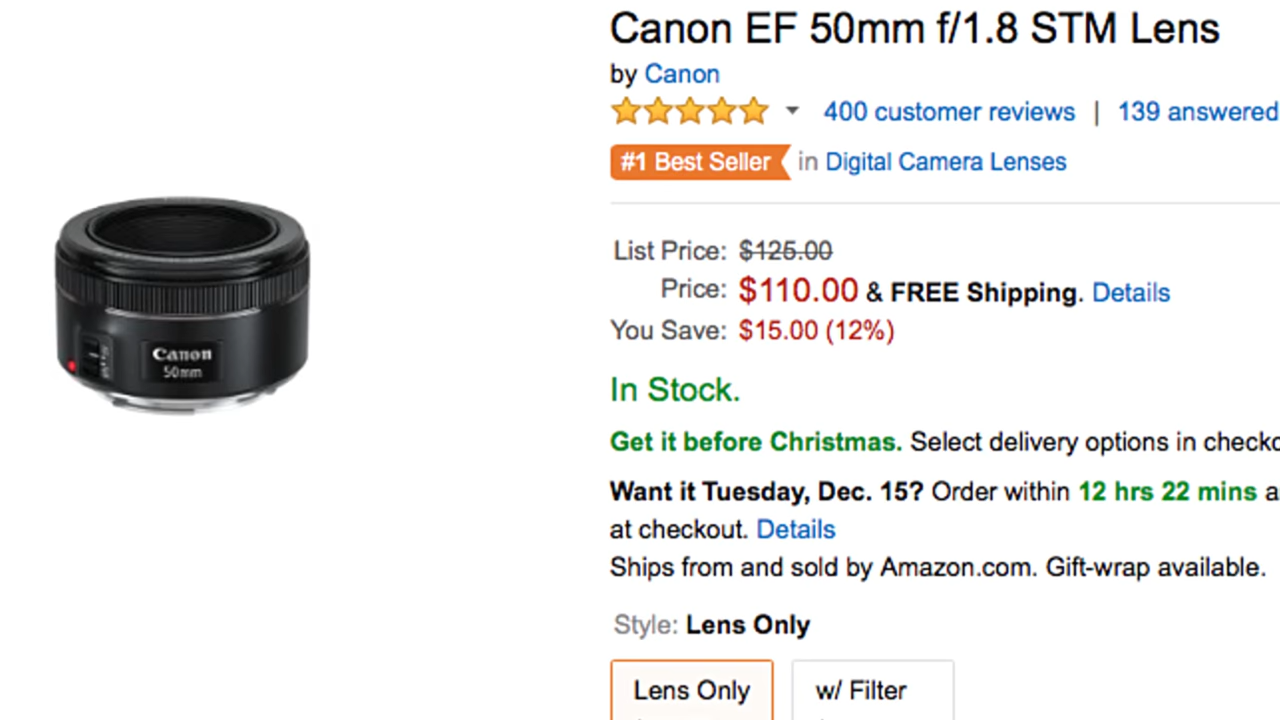 Canon EF 50mm f/1.8 STM Lens
by Canon
400 customer reviews | 139 answered
#1 Best Seller in Digital Camera Lenses
List Price: $125.00
Price: $110.00 & FREE Shipping. Details
You Save: $15.00 (12%)
In Stock.
Get it before Christmas. Select delivery options in checko
Want it Tuesday, Dec. 15? Order within 12 hrs 22 mins a
at checkout. Details
Ships from and sold by Amazon.com. Gift-wrap available.
Style: Lens Only
Lens Only w/ Filter
Canon
50mm